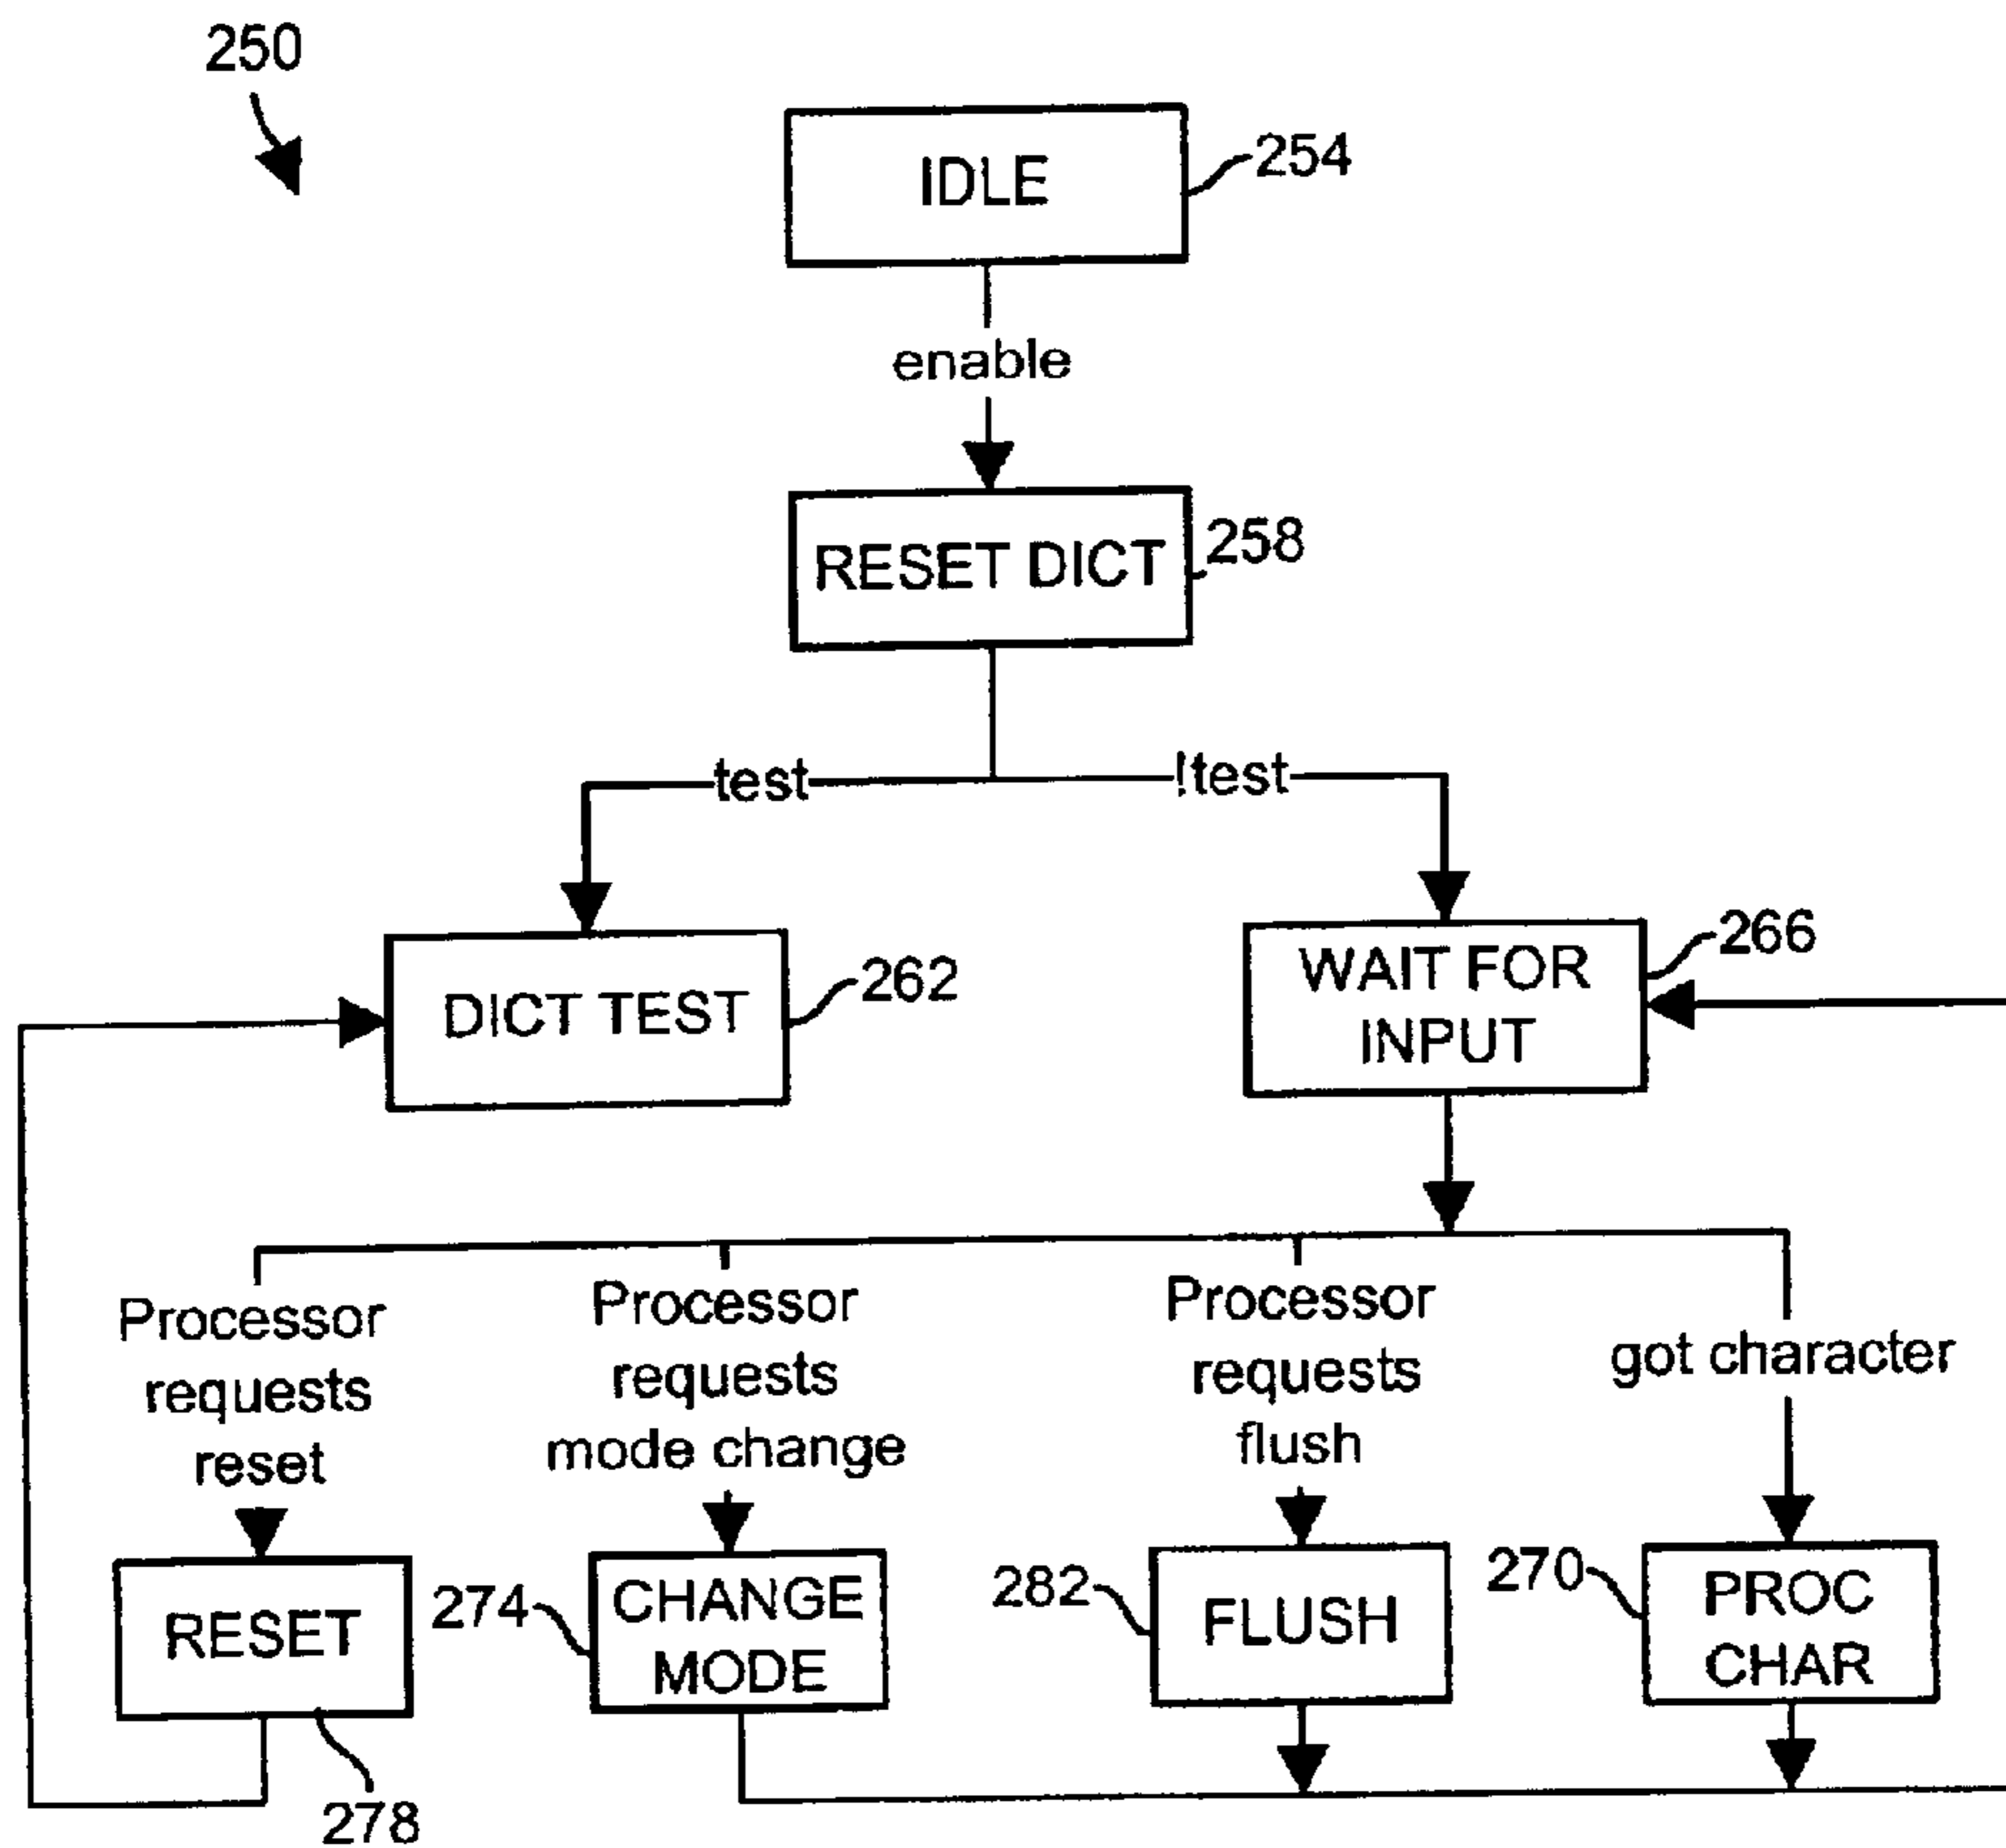 250
IDLE
254
enable
RESET DICT
258
test
!test
DICT TEST
262
WAIT FOR
INPUT
266
Processor
requests
reset
Processor
requests
mode change
Processor
requests
flush
got character
RESET
278
274
CHANGE
MODE
282
FLUSH
270
PROC
CHAR